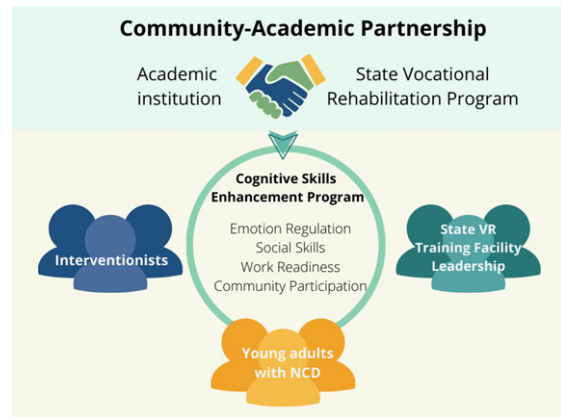 Community-Academic Partnership
Academic
institution
State Vocational
Rehabilitation Program
Cognitive Skills
Enhancement Program
Emotion Regulation
Social Skills
Work Readiness
Community Participation
Interventionists
State VR
Training Facility
Leadership
Young adults
with NCD